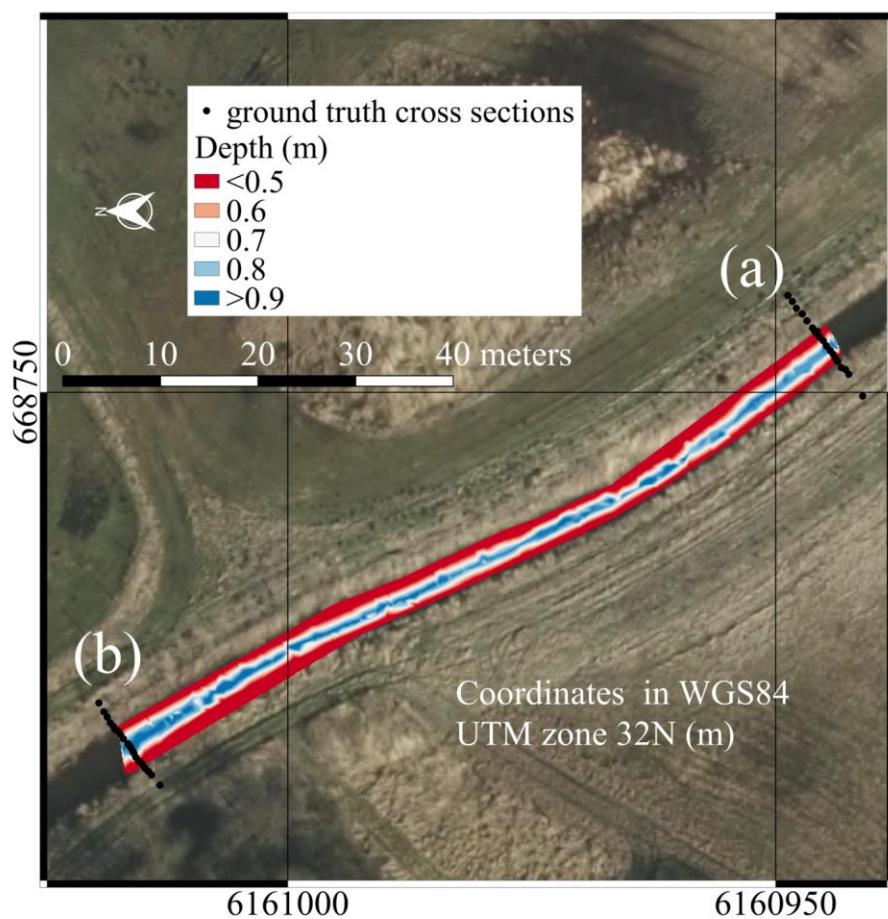 • ground truth cross sections
Depth (m)
<0.5
0.6
0.7
0.8
>0.9
N
(a)
0 10 20 30 40 meters
668750
(b)
Coordinates in WGS84
UTM zone 32N (m)
6161000 6160950